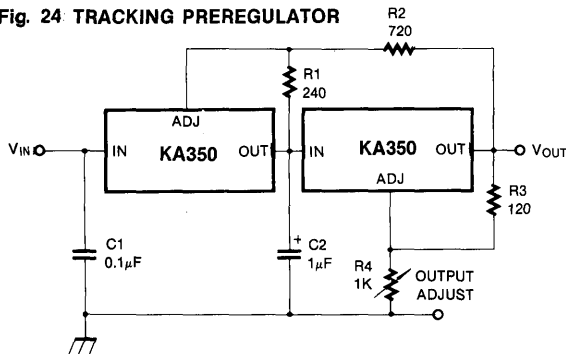 Fig. 24 TRACKING PREREGULATOR
R2
720
R1
240
ADJ
VIN
IN
KA350
OUT
IN
KA350
OUT
VOUT
ADJ
R3
120
C1
0.1μF
C2
1μF
+
R4
1K
OUTPUT
ADJUST